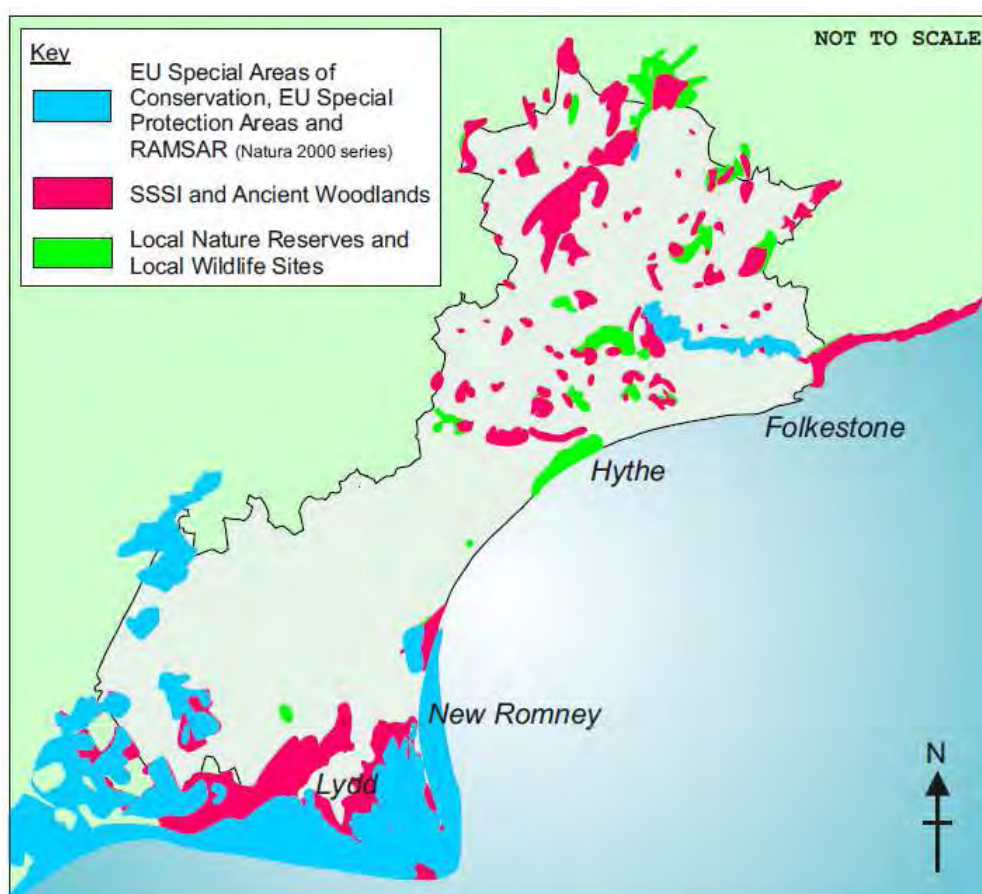 NOT TO SCALE
Key
EU Special Areas of
Conservation, EU Special
Protection Areas and
RAMSAR (Natura 2000 series)
SSSI and Ancient Woodlands
Local Nature Reserves and
Local Wildlife Sites
Folkestone
Hythe
New Romney
Lydd
N